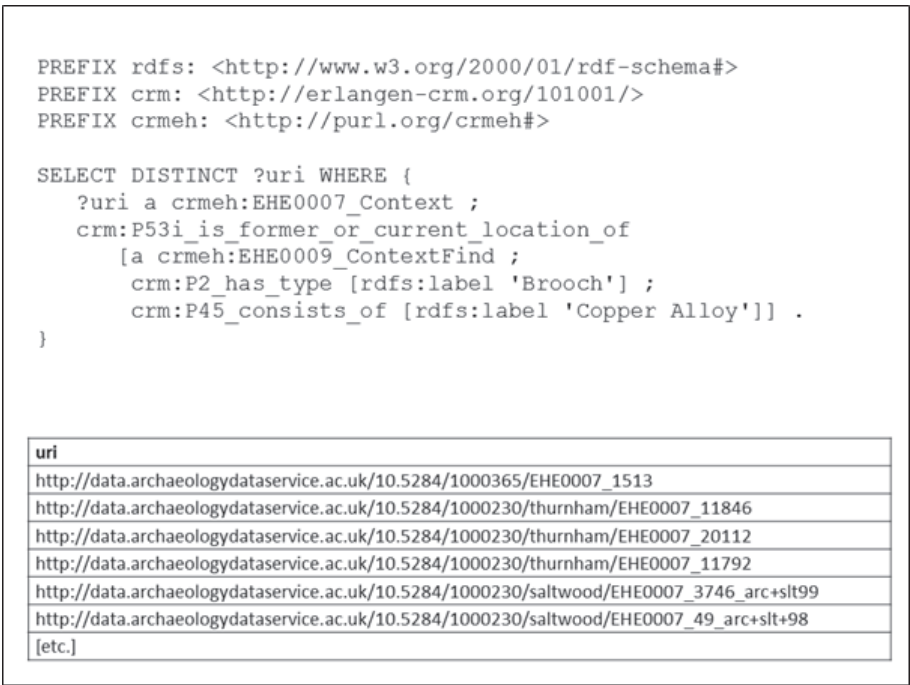 PREFIX rdfs: <http://www.w3.org/2000/01/rdf-schema#>
PREFIX crm: <http://erlangen-crm.org/101001/>
PREFIX crmeh: <http://purl.org/crmeh#>
SELECT DISTINCT ?uri WHERE {
?uri a crmeh:EHE0007_Context ;
crm:P53i_is_former_or_current_location_of
[a crmeh:EHE0009_ContextFind ;
crm:P2_has_type [rdfs:label 'Brooch'] ;
crm:P45_consists_of [rdfs:label 'Copper Alloy']] .
}
uri
http://data.archaeologydataservice.ac.uk/10.5284/1000365/EHE0007_1513
http://data.archaeologydataservice.ac.uk/10.5284/1000230/thurnham/EHE0007_11846
http://data.archaeologydataservice.ac.uk/10.5284/1000230/thurnham/EHE0007_20112
http://data.archaeologydataservice.ac.uk/10.5284/1000230/thurnham/EHE0007_11792
http://data.archaeologydataservice.ac.uk/10.5284/1000230/saltwood/EHE0007_3746_arc+slt99
http://data.archaeologydataservice.ac.uk/10.5284/1000230/saltwood/EHE0007_49_arc+slt+98
[etc.]